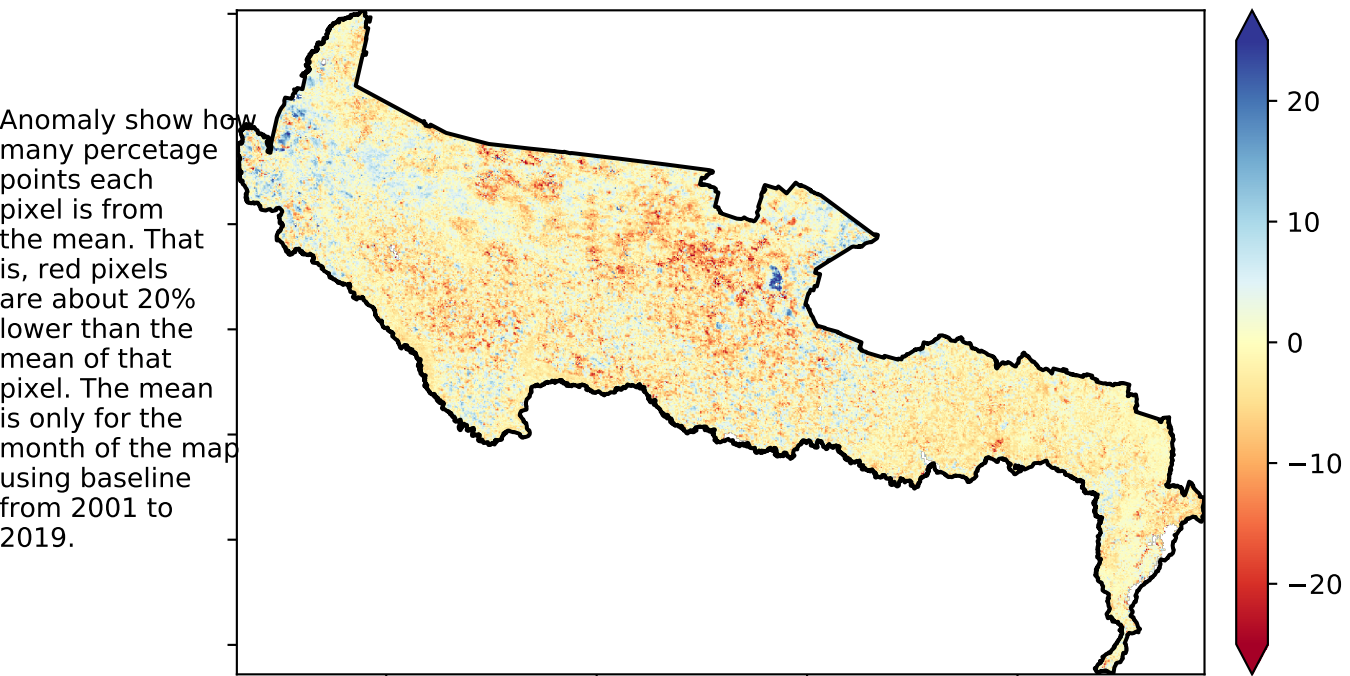 Anomaly show how
many percetage
points each
pixel is from
the mean. That
is, red pixels
are about 20%
lower than the
mean of that
pixel. The mean
is only for the
month of the map
using baseline
from 2001 to
2019.
20
10
0
−10
−20